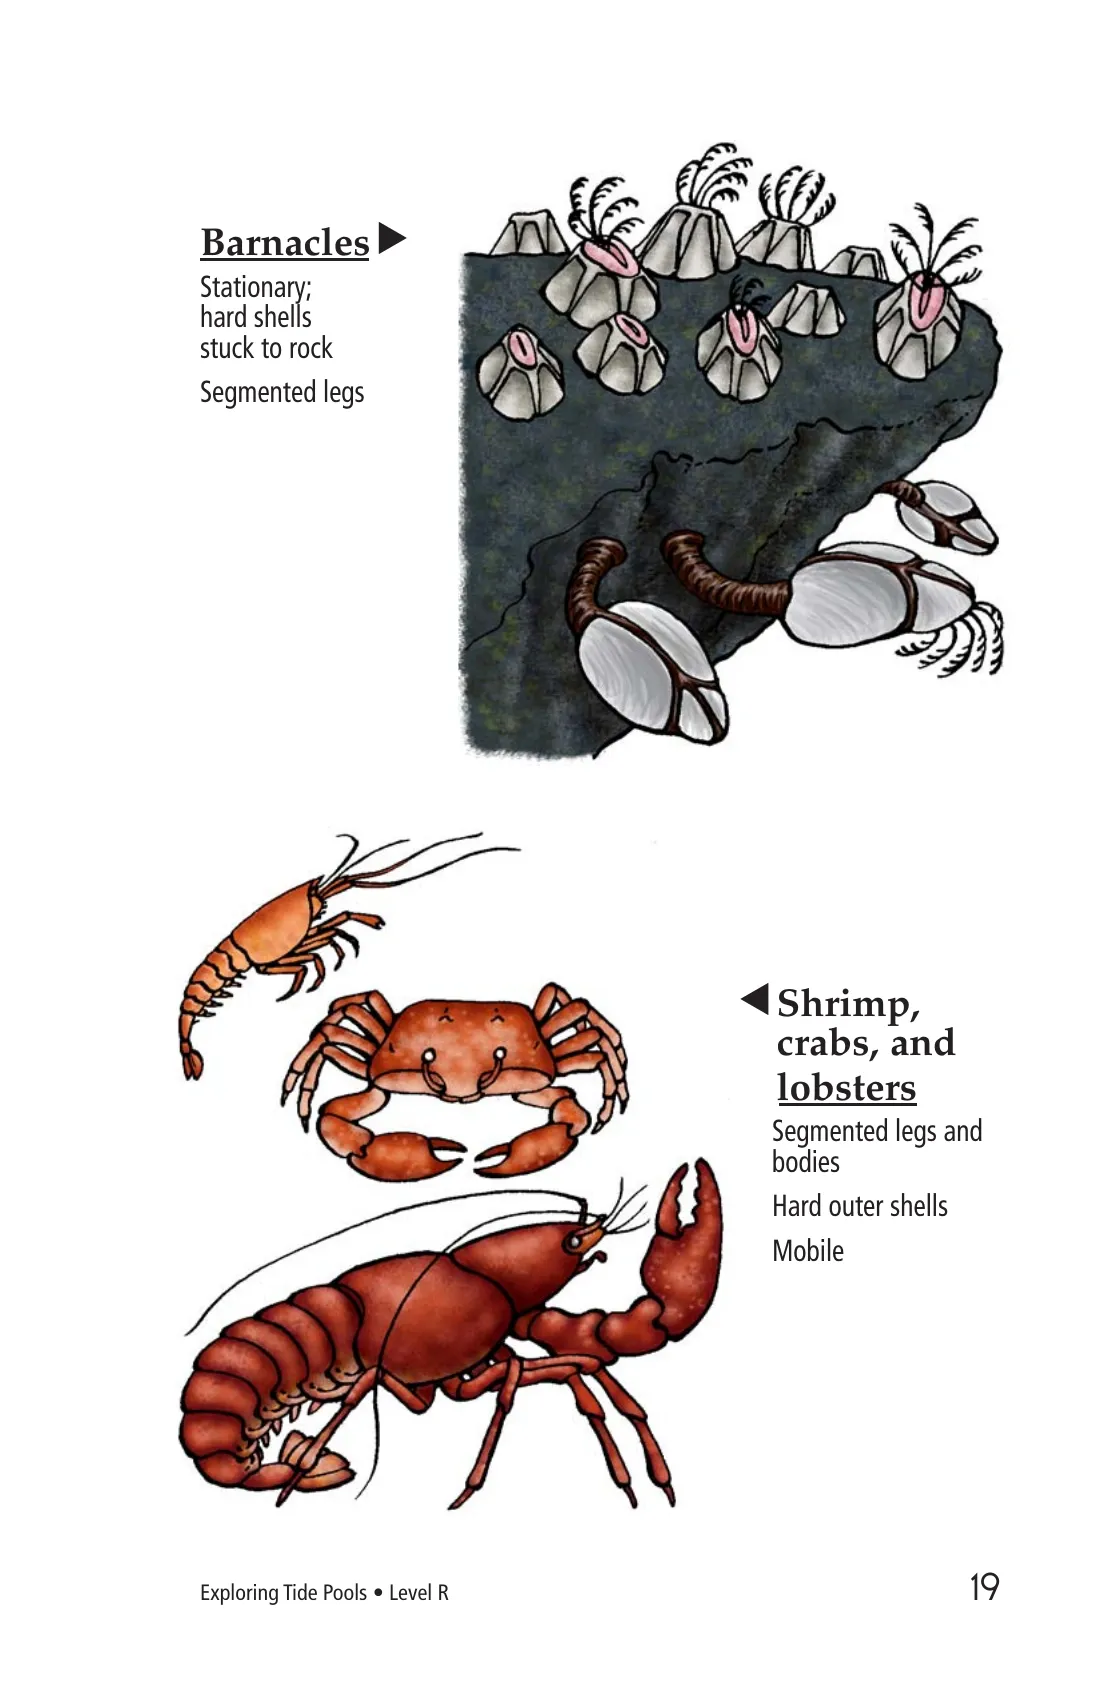 Barnacles
Stationary;
hard shells
stuck to rock
Segmented legs
Shrimp,
crabs, and
lobsters
Segmented legs and
bodies
Hard outer shells
Mobile
Exploring Tide Pools • Level R
19